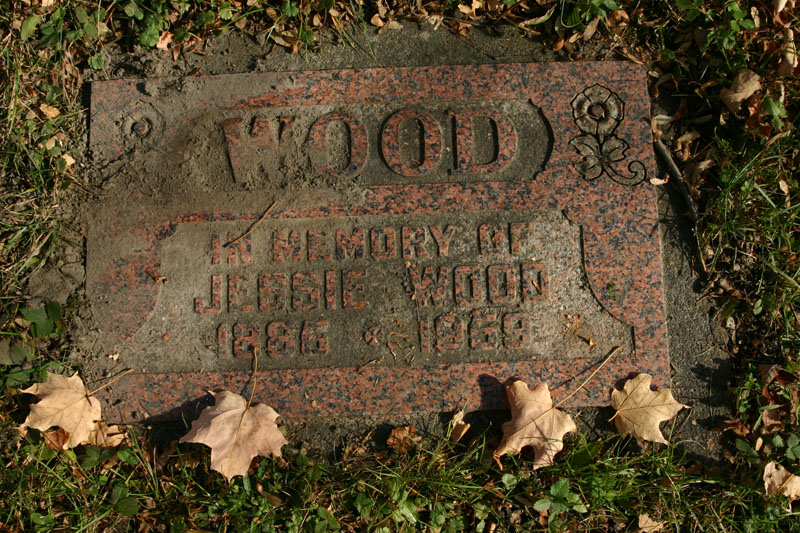 WOOD
IN MEMORY OF
JESSIE WOOD
1886 * 1969